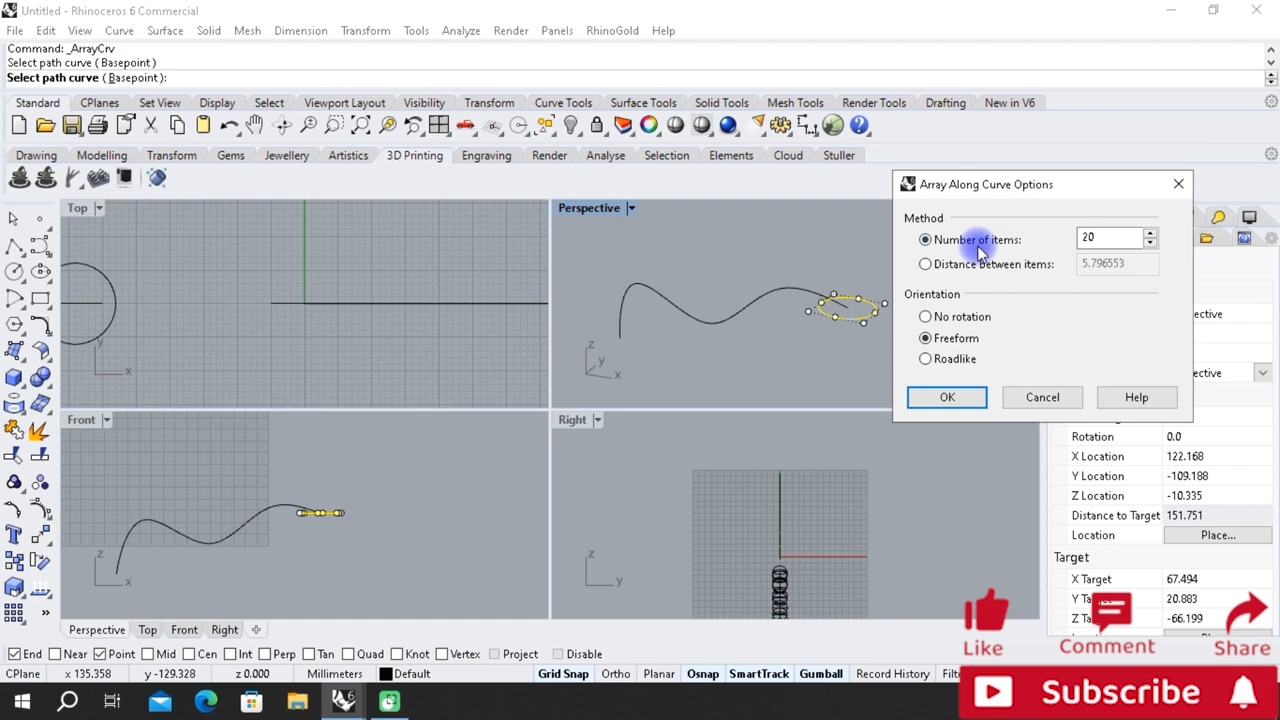 Untitled - Rhinoceros 6 Commercial
File Edit View Curve Surface Solid Mesh Dimension Transform Tools Analyze Render Panels RhinoGold Help
Command: _ArrayCrv
Select path curve ( Basepoint )
Select path curve ( Basepoint):
Standard CPlanes Set View Display Select Viewport Layout Visibility Transform Curve Tools Surface Tools Solid Tools Mesh Tools Render Tools Drafting New in V6
Drawing Modelling Transform Gems Jewellery Artistics 3D Printing Engraving Render Analyse Selection Elements Cloud Stuller
Top
Perspective
Array Along Curve Options
Method
Number of items: 20
Distance between items: 5.796553
Orientation
No rotation
Freeform
Roadlike
OK Cancel Help
y
x
z
y
x
Front
Right
z
x
z
y
Rotation 0.0
X Location 122.168
Y Location -109.188
Z Location -10.335
Distance to Target 151.751
Location Place...
Target
X Target 67.494
20.883
-66.199
Perspective Top Front Right
End Near Point Mid Cen Int Perp Tan Quad Knot Vertex Project Disable
CPlane x 135.358 y -129.328 z 0.000 Millimeters Default Grid Snap Ortho Planar Osnap SmartTrack Gumball Record History
Like Comment Share
Subscribe